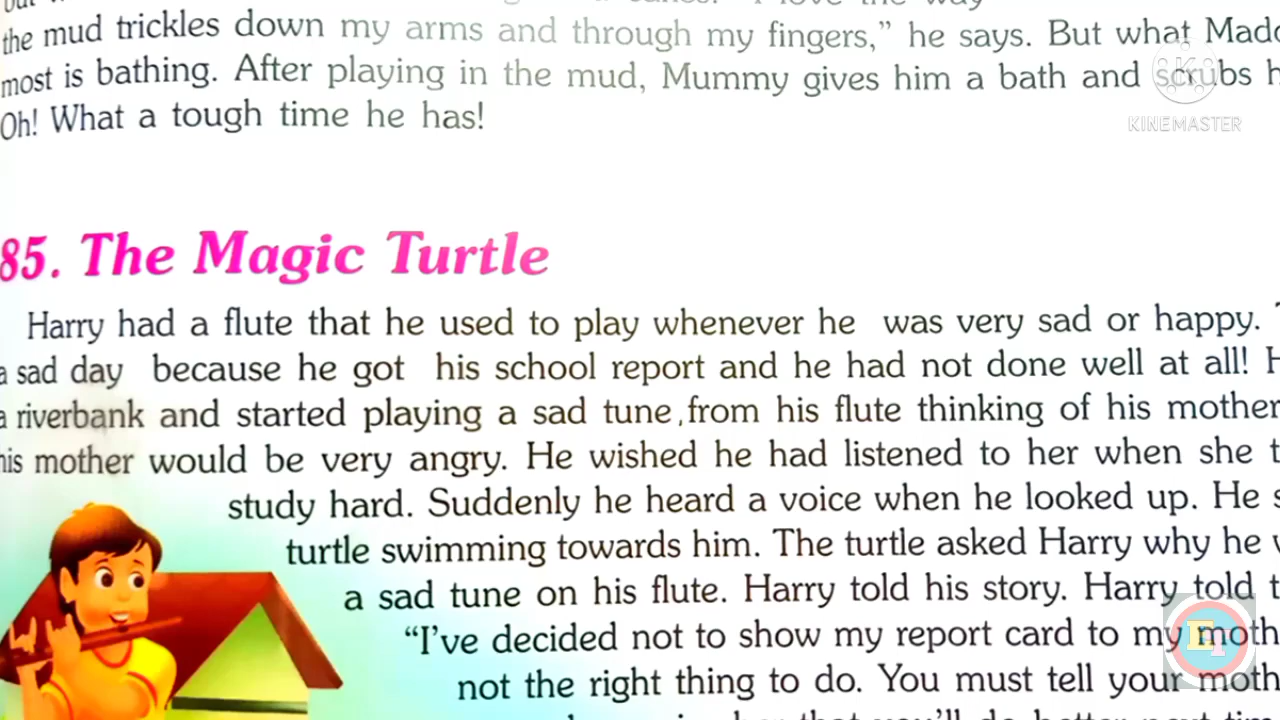 the mud trickles down my arms and through my fingers,” he says. But what
most is bathing. After playing in the mud, Mummy gives him a bath and scrubs
Oh! What a tough time he has!
KINEMASTER
85. The Magic Turtle
Harry had a flute that he used to play whenever he was very sad or happy.
a sad day because he got his school report and he had not done well at all!
a riverbank and started playing a sad tune, from his flute thinking of his mother
his mother would be very angry. He wished he had listened to her when she
study hard. Suddenly he heard a voice when he looked up. He
turtle swimming towards him. The turtle asked Harry why he
a sad tune on his flute. Harry told his story. Harry told
“I’ve decided not to show my report card to my
not the right thing to do. You must tell your